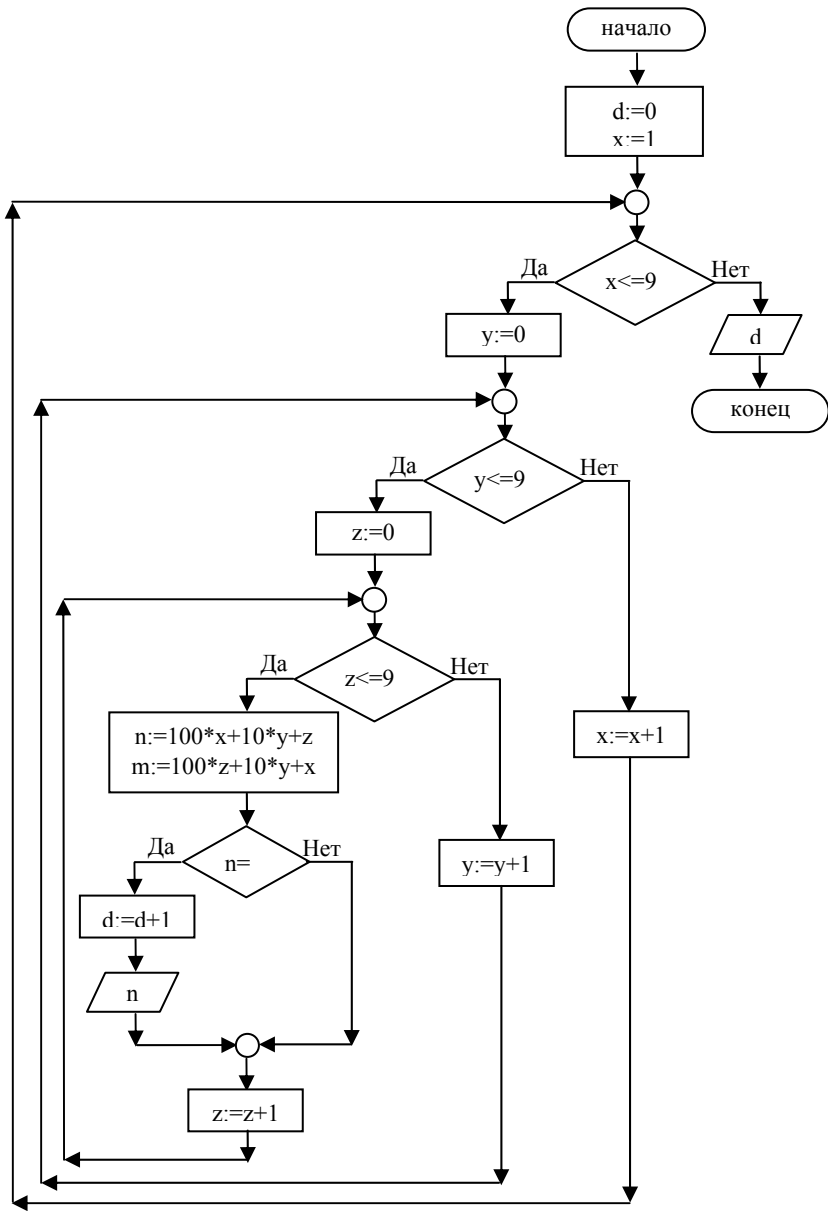 начало
d:=0
x:=1
x<=9
Да
Нет
y:=0
d
конец
y<=9
Да
Нет
z:=0
z<=9
Да
Нет
n:=100*x+10*y+z
m:=100*z+10*y+x
x:=x+1
n=
Да
Нет
y:=y+1
d:=d+1
n
z:=z+1